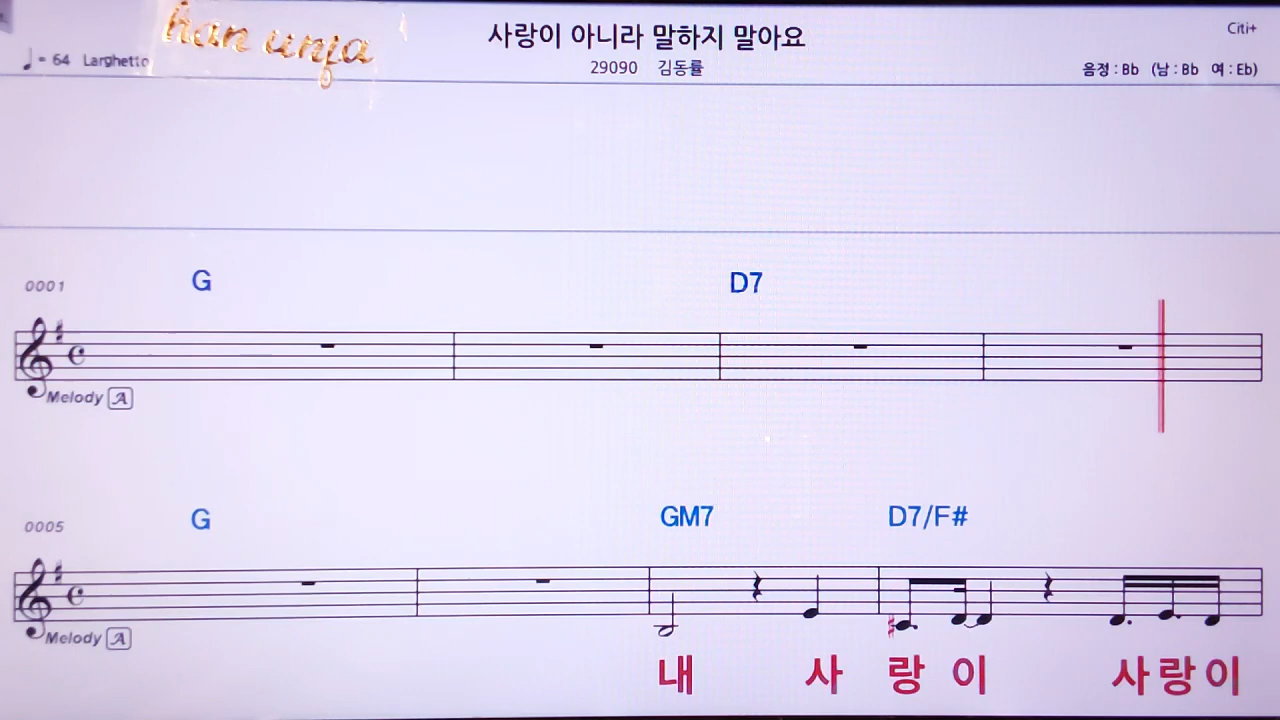 han unja
사랑이 아니라 말하지 말아요
Citi+
♩ = 64 Larghetto
29090 김동률
음정 : Bb (남 : Bb 여 : Eb)
0001 G D7
Melody A
0005 G GM7 D7/F#
Melody A
내 사 랑 이 사 랑 이